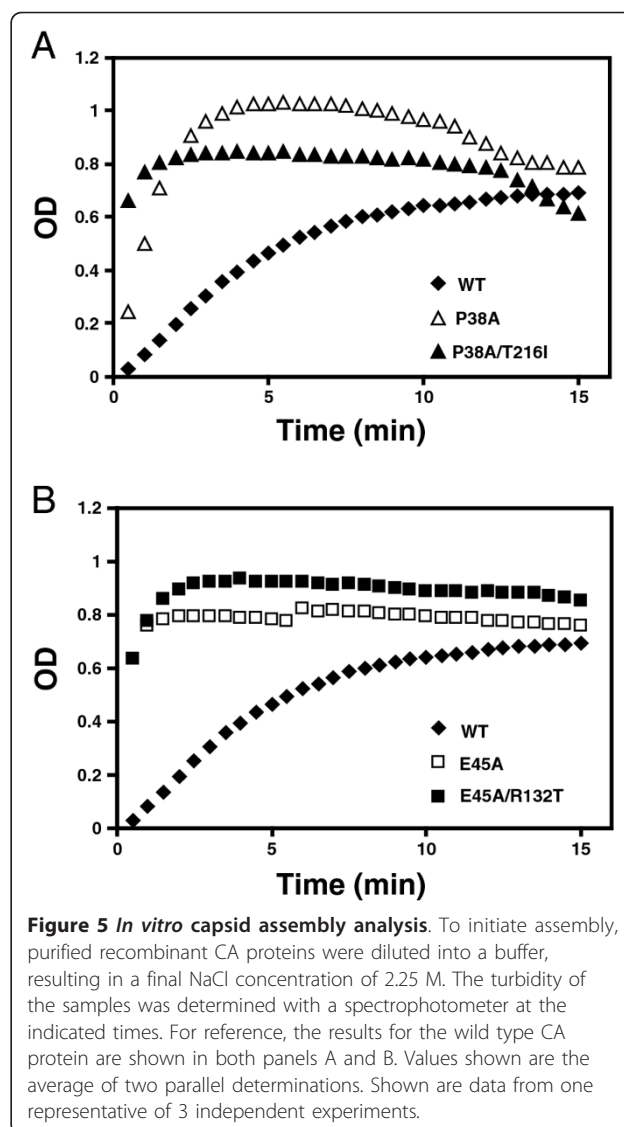 A
1.2
1
0.8
0.6
0.4
0.2
0
OD
WT
P38A
P38A/T216I
0 5 10 15
Time (min)
B
1.2
1
0.8
0.6
0.4
0.2
0
OD
WT
E45A
E45A/R132T
0 5 10 15
Time (min)
Figure 5 In vitro capsid assembly analysis. To initiate assembly,
purified recombinant CA proteins were diluted into a buffer,
resulting in a final NaCl concentration of 2.25 M. The turbidity of
the samples was determined with a spectrophotometer at the
indicated times. For reference, the results for the wild type CA
protein are shown in both panels A and B. Values shown are the
average of two parallel determinations. Shown are data from one
representative of 3 independent experiments.